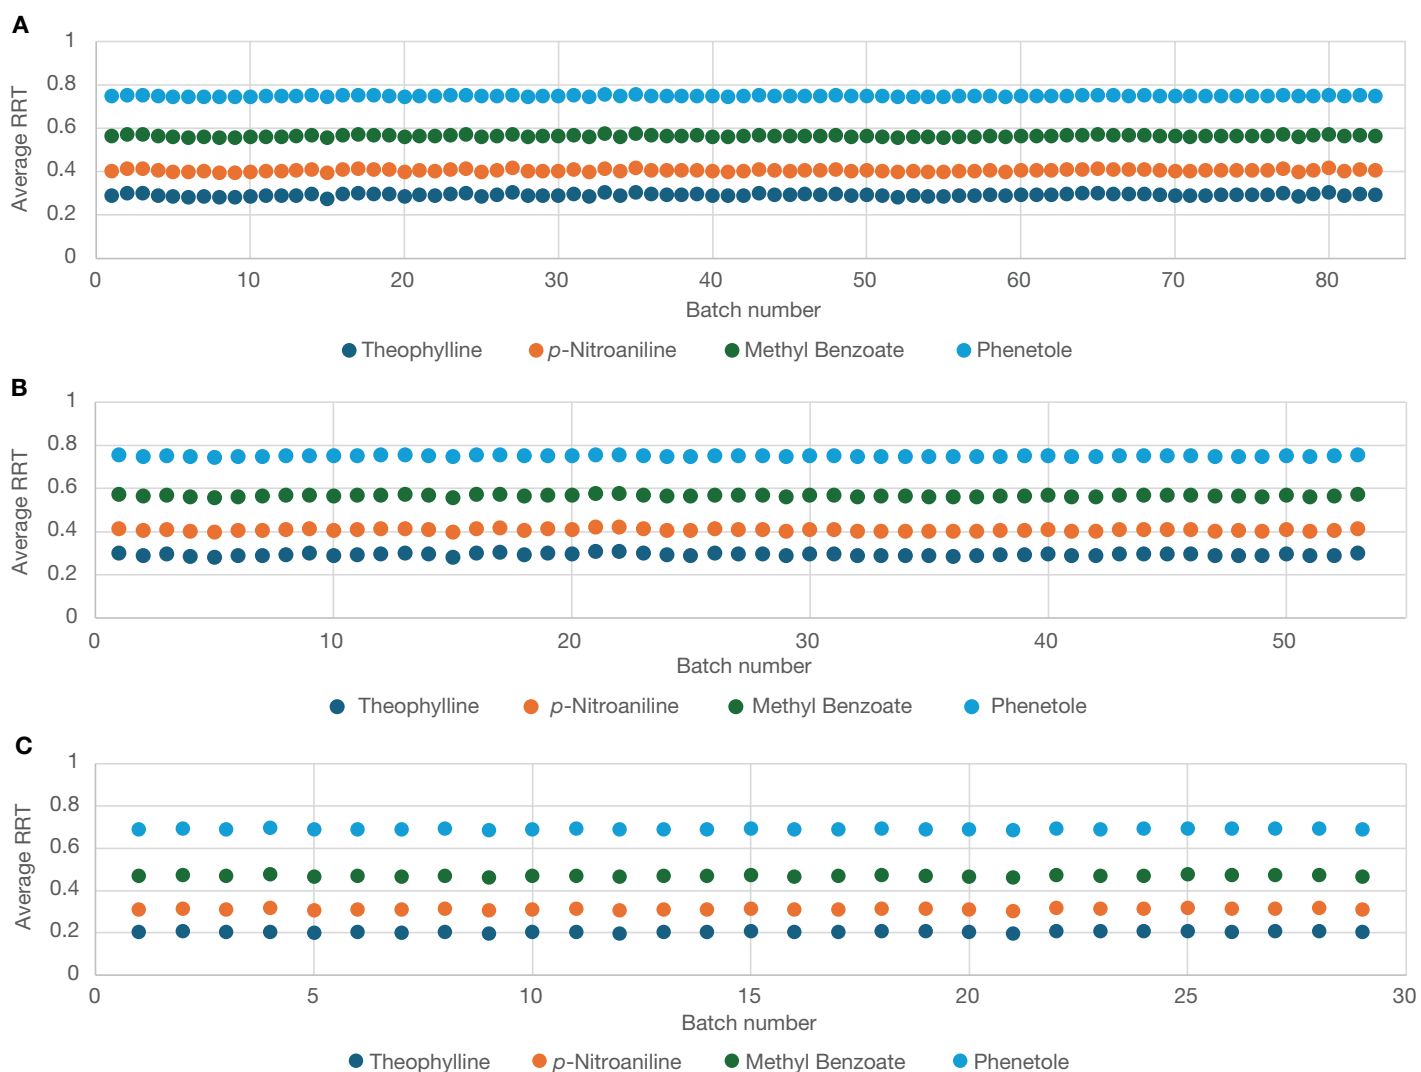 A
1
0.8
0.6
0.4
0.2
0
Average RRT
0 10 20 30 40 50 60 70 80
Batch number
Theophylline p-Nitroaniline Methyl Benzoate Phenetole
B
1
0.8
0.6
0.4
0.2
0
Average RRT
0 10 20 30 40 50
Batch number
Theophylline p-Nitroaniline Methyl Benzoate Phenetole
C
1
0.8
0.6
0.4
0.2
0
Average RRT
0 5 10 15 20 25 30
Batch number
Theophylline p-Nitroaniline Methyl Benzoate Phenetole